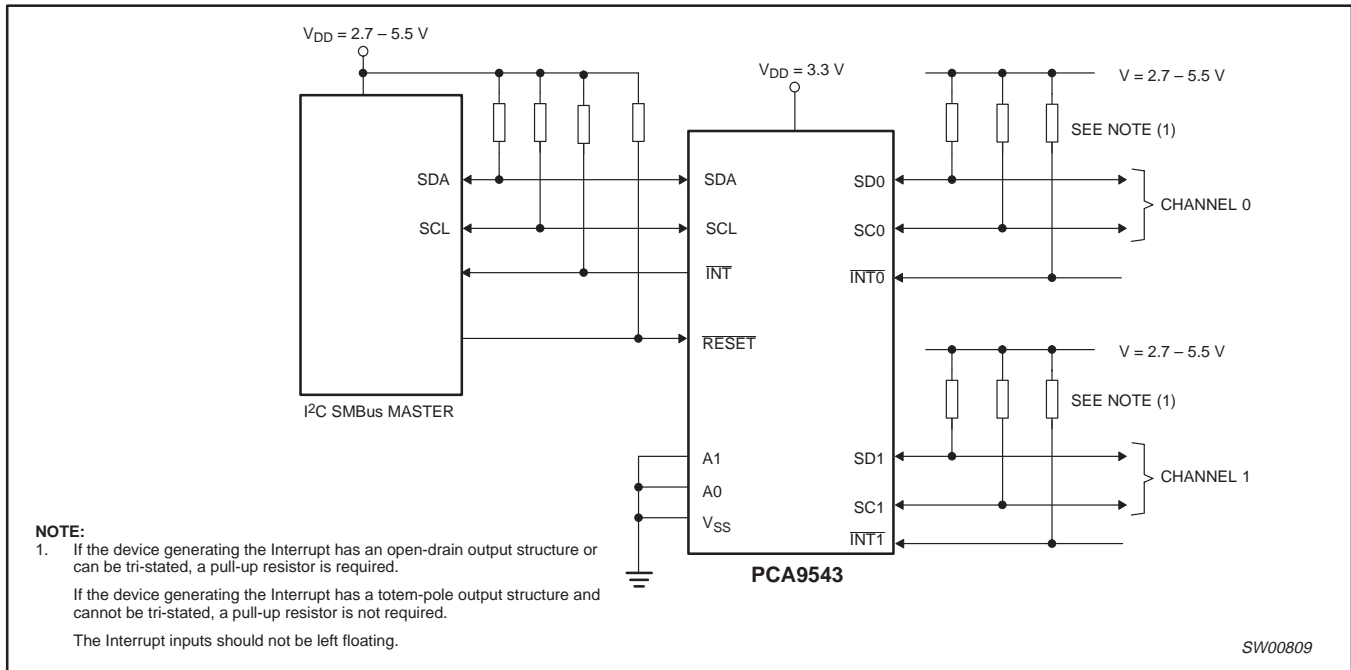 V_DD = 2.7 – 5.5 V
V_DD = 3.3 V
V = 2.7 – 5.5 V
SEE NOTE (1)
SDA
SCL
I²C SMBus MASTER
SDA
SCL
INT
RESET
A1
A0
V_SS
SD0
SC0
INT0
SD1
SC1
INT1
PCA9543
CHANNEL 0
V = 2.7 – 5.5 V
SEE NOTE (1)
CHANNEL 1
NOTE:
1. If the device generating the Interrupt has an open-drain output structure or
can be tri-stated, a pull-up resistor is required.
If the device generating the Interrupt has a totem-pole output structure and
cannot be tri-stated, a pull-up resistor is not required.
The Interrupt inputs should not be left floating.
SW00809